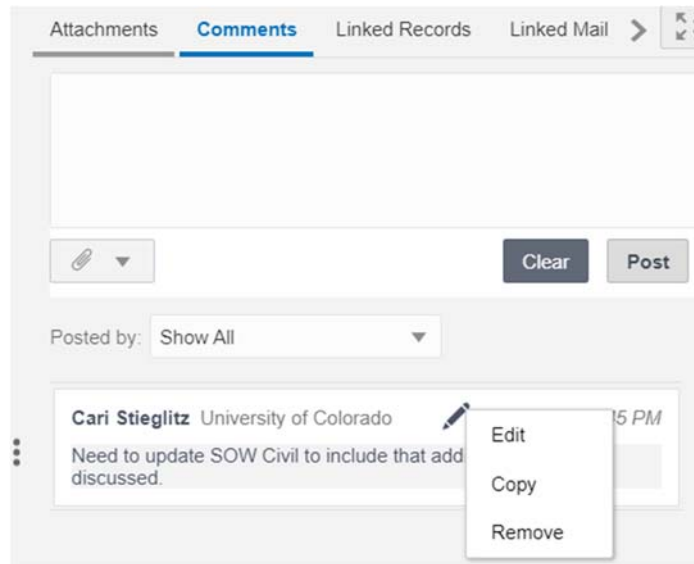 Attachments Comments Linked Records Linked Mail
Clear Post
Posted by: Show All
Cari Stieglitz University of Colorado 5 PM
Need to update SOW Civil to include that add
discussed.
Edit
Copy
Remove